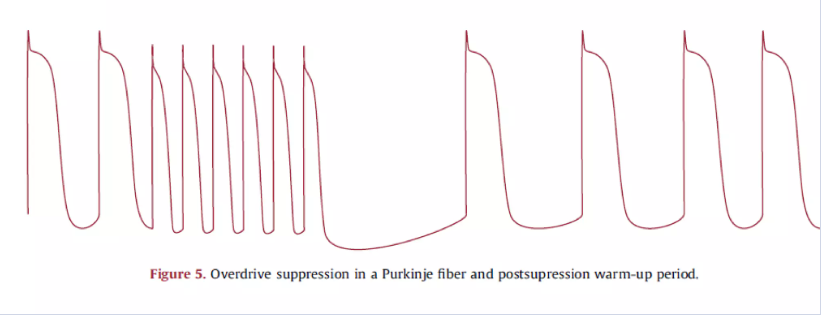 Figure 5. Overdrive suppression in a Purkinje fiber and postsupression warm-up period.